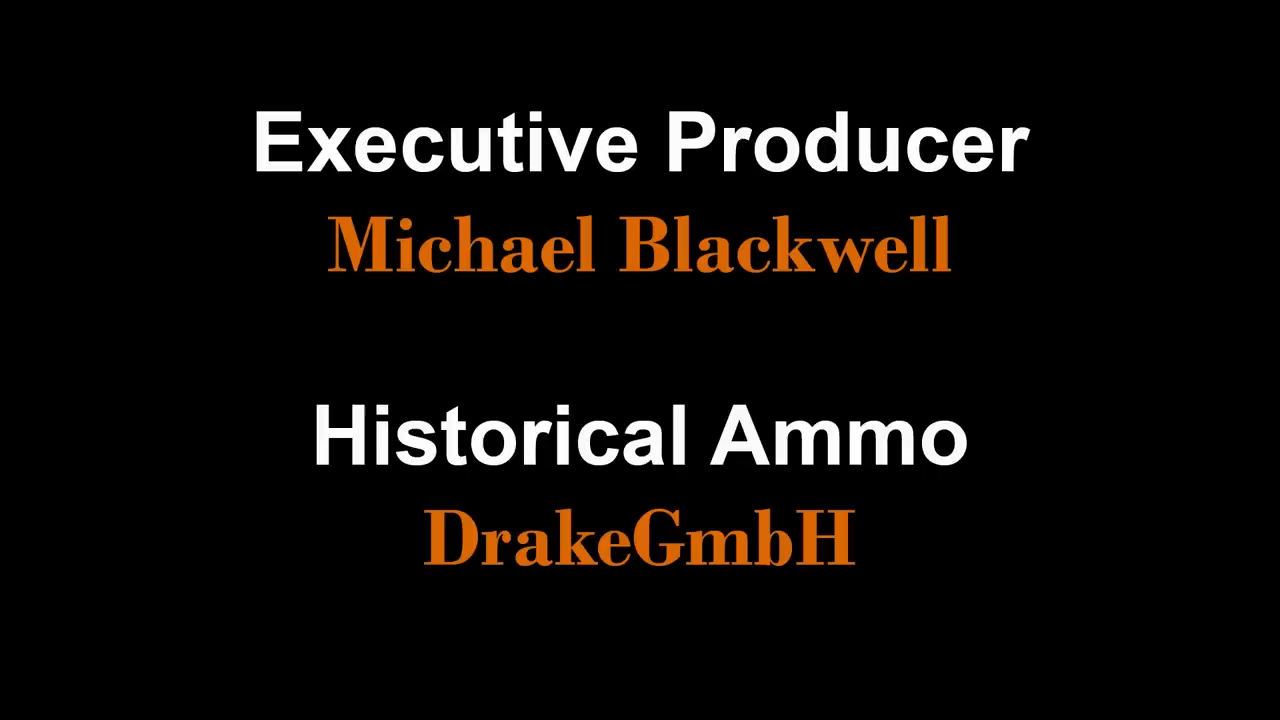 Executive Producer
Michael Blackwell
Historical Ammo
DrakeGmbH